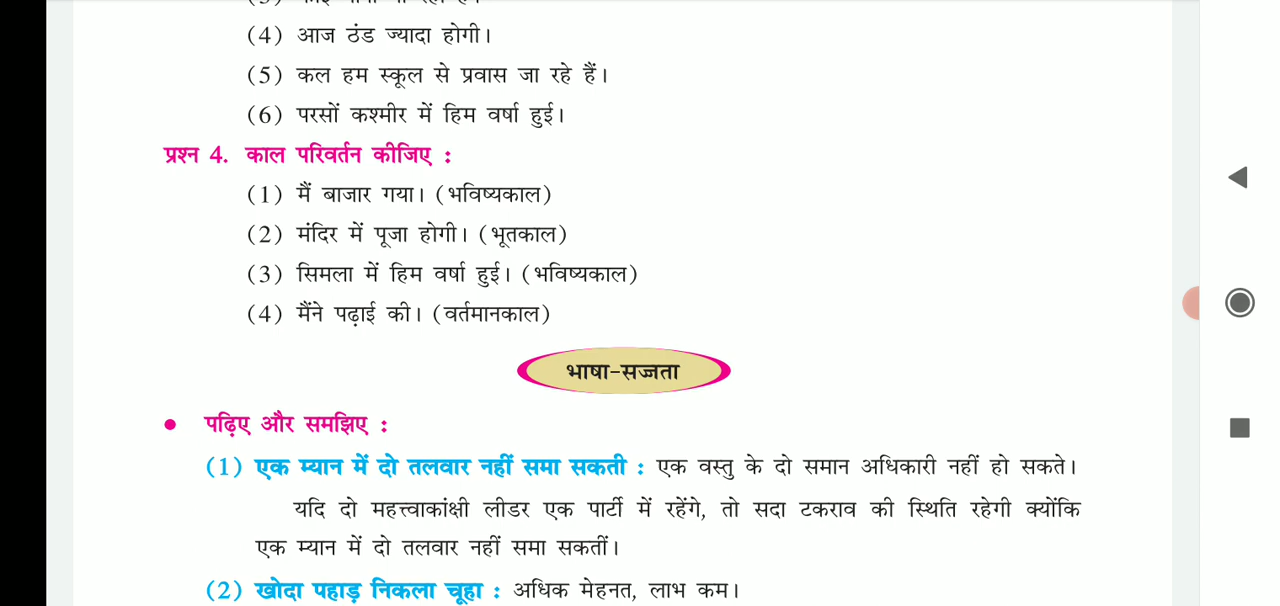 (4) आज ठंड ज्यादा होगी।
(5) कल हम स्कूल से प्रवास जा रहे हैं।
(6) परसों कश्मीर में हिम वर्षा हुई।
प्रश्न 4. काल परिवर्तन कीजिए :
(1) मैं बाजार गया। (भविष्यकाल)
(2) मंदिर में पूजा होगी। (भूतकाल)
(3) सिमला में हिम वर्षा हुई। (भविष्यकाल)
(4) मैंने पढ़ाई की। (वर्तमानकाल)
भाषा-सज्जता
• पढ़िए और समझिए :
(1) एक म्यान में दो तलवार नहीं समा सकती : एक वस्तु के दो समान अधिकारी नहीं हो सकते।
यदि दो महत्त्वाकांक्षी लीडर एक पार्टी में रहेंगे, तो सदा टकराव की स्थिति रहेगी क्योंकि
एक म्यान में दो तलवार नहीं समा सकतीं।
(2) खोदा पहाड़ निकला चूहा : अधिक मेहनत, लाभ कम।